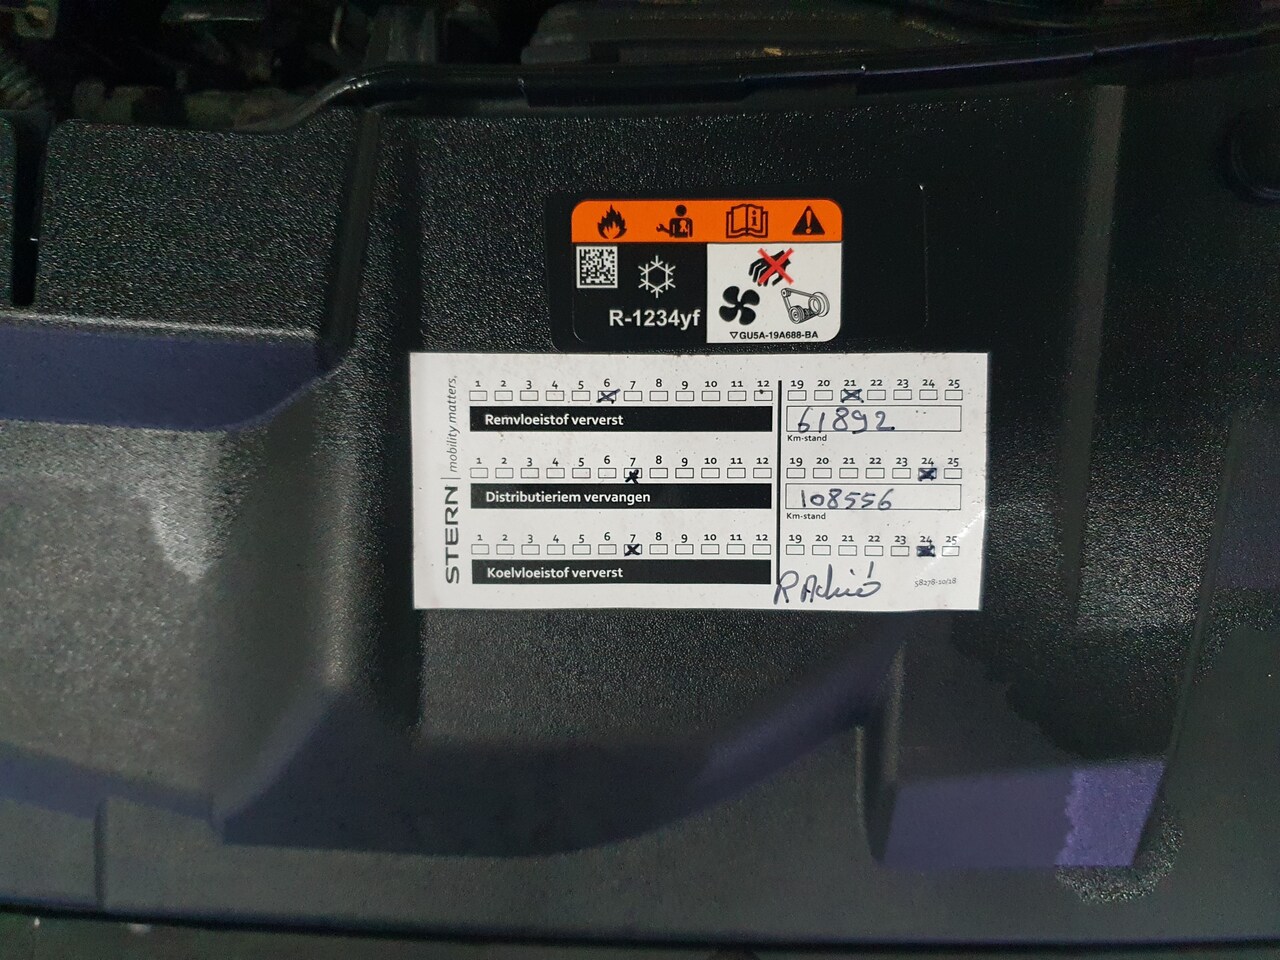 R-1234yf
▽GU5A-19A688-BA
STERN | mobility matters,
1 2 3 4 5 6 7 8 9 10 11 12 19 20 21 22 23 24 25
Remvloeistof ververst 61892
Km-stand
1 2 3 4 5 6 7 8 9 10 11 12 19 20 21 22 23 24 25
Distributieriem vervangen 108556
Km-stand
1 2 3 4 5 6 7 8 9 10 11 12 19 20 21 22 23 24 25
Koelvloeistof ververst
58278-10/18